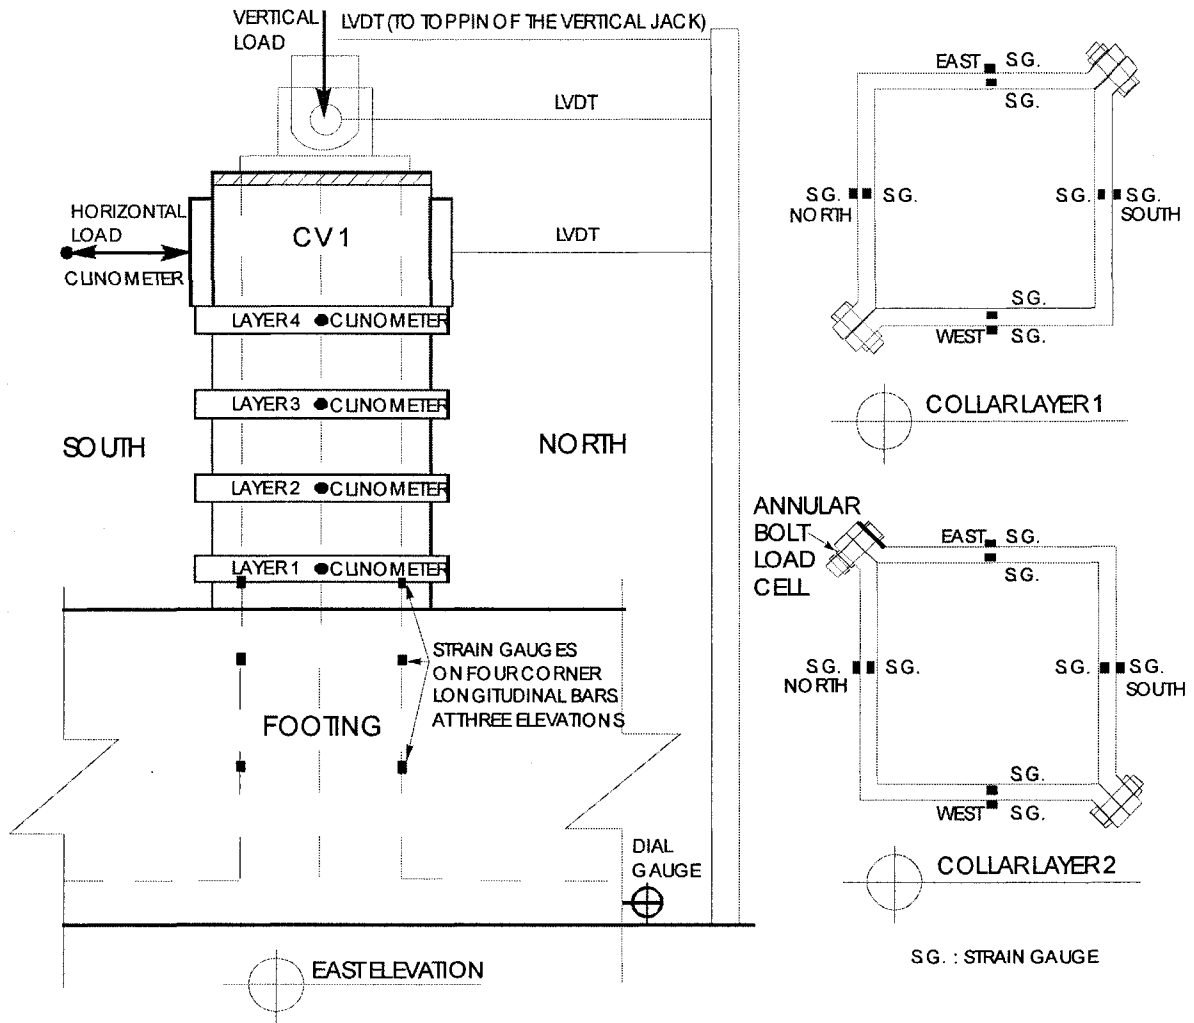 VERTICAL
LOAD
LVDT (TO TOP PIN OF THE VERTICAL JACK)
LVDT
HORIZONTAL
LOAD
CLINOMETER
CV1
LVDT
LAYER 4 CLINOMETER
LAYER 3 CLINOMETER
SOUTH
NORTH
LAYER 2 CLINOMETER
LAYER 1 CLINOMETER
STRAIN GAUGES
ON FOUR CORNER
LONGITUDINAL BARS
AT THREE ELEVATIONS
FOOTING
DIAL
GAUGE
EAST ELEVATION
EAST S.G.
S.G.
S.G. S.G. S.G. S.G.
NORTH SOUTH
S.G.
WEST S.G.
COLLAR LAYER 1
ANNULAR
BOLT
LOAD
CELL
EAST S.G.
S.G.
S.G. S.G. S.G. S.G.
NORTH SOUTH
S.G.
WEST S.G.
COLLAR LAYER 2
S.G. : STRAIN GAUGE